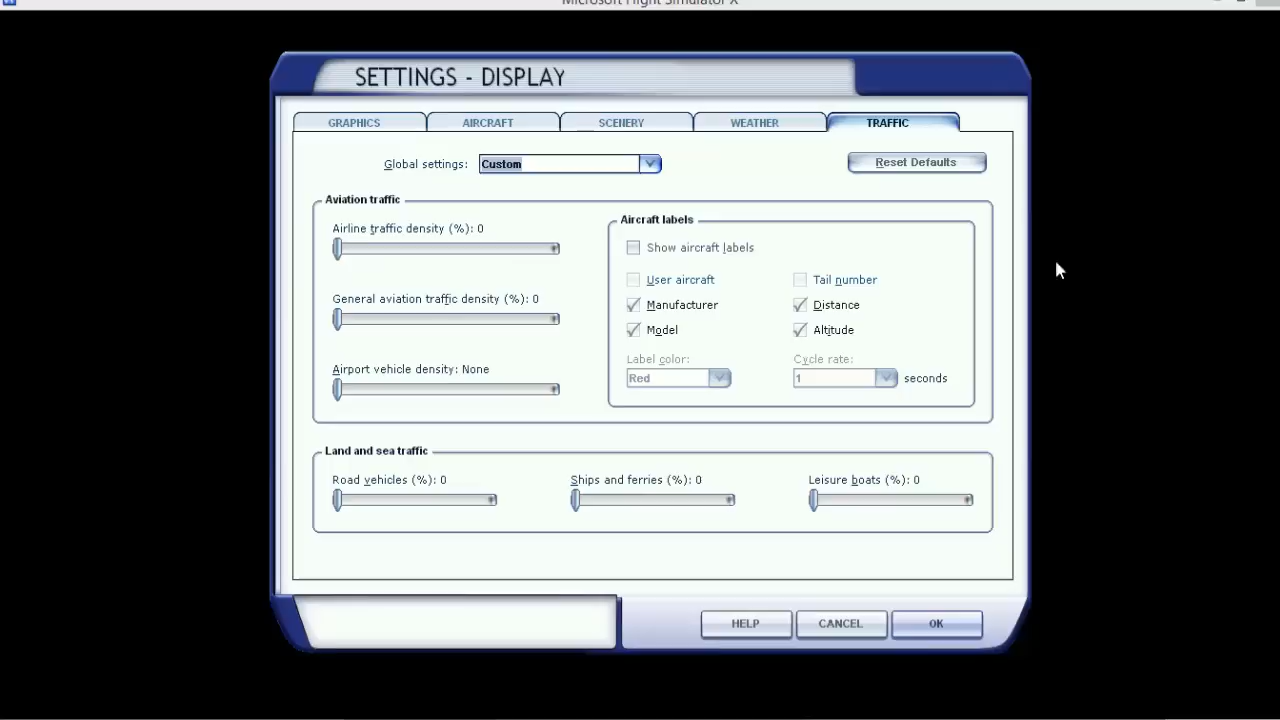 Microsoft Flight Simulator X
SETTINGS - DISPLAY
GRAPHICS
AIRCRAFT
SCENERY
WEATHER
TRAFFIC
Global settings: Custom
Reset Defaults
Aviation traffic
Airline traffic density (%): 0
General aviation traffic density (%): 0
Airport vehicle density: None
Aircraft labels
Show aircraft labels
User aircraft
Tail number
Manufacturer
Distance
Model
Altitude
Label color:
Cycle rate:
Red
1 seconds
Land and sea traffic
Road vehicles (%): 0
Ships and ferries (%): 0
Leisure boats (%): 0
HELP
CANCEL
OK